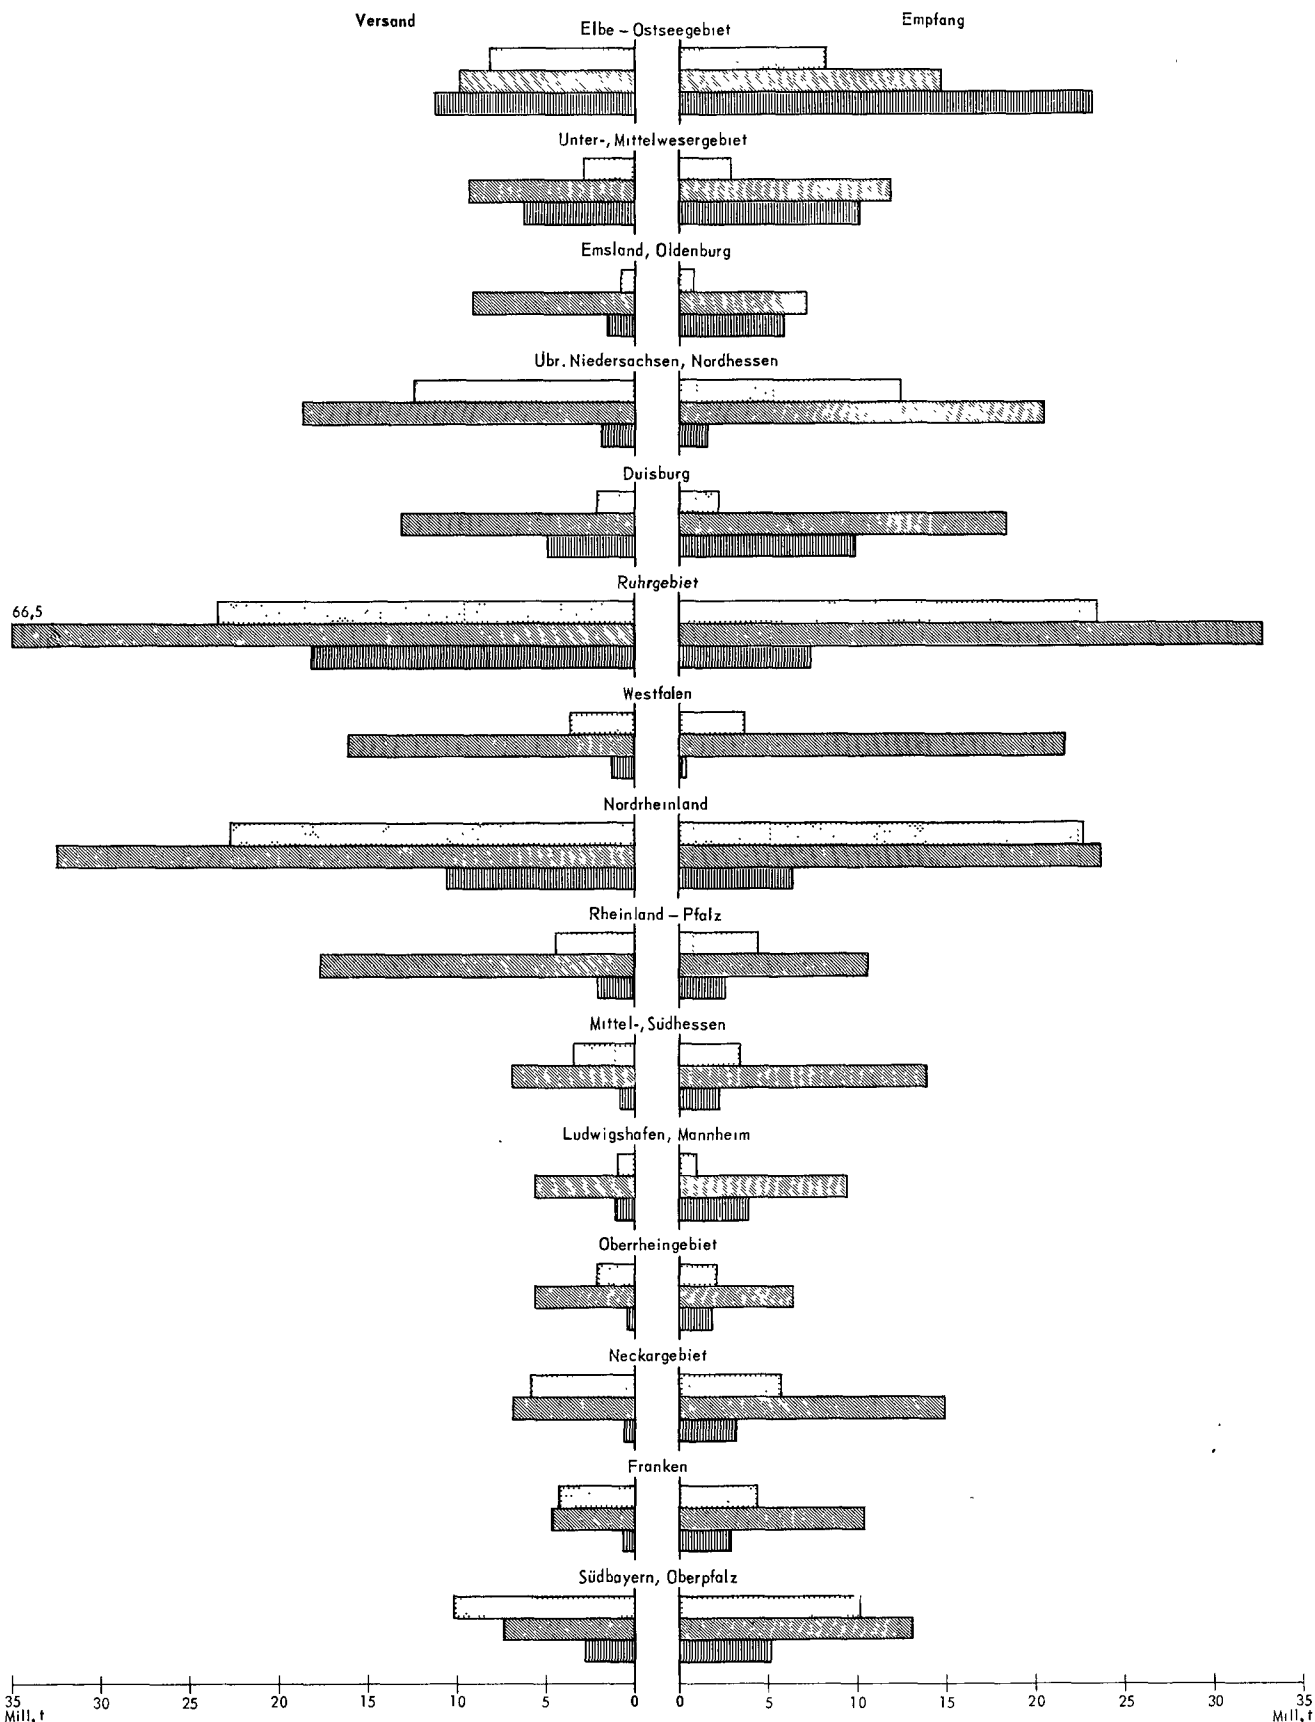 Versand
Empfang
Elbe – Ostseegebiet
Unter-, Mittelwesergebiet
Emsland, Oldenburg
Übr. Niedersachsen, Nordhessen
Duisburg
Ruhrgebiet
66,5
Westfalen
Nordrheinland
Rheinland – Pfalz
Mittel-, Südhessen
Ludwigshafen, Mannheim
Oberrheingebiet
Neckargebiet
Franken
Südbayern, Oberpfalz
35 30 25 20 15 10 5 0 0 5 10 15 20 25 30 35
Mill. t Mill. t